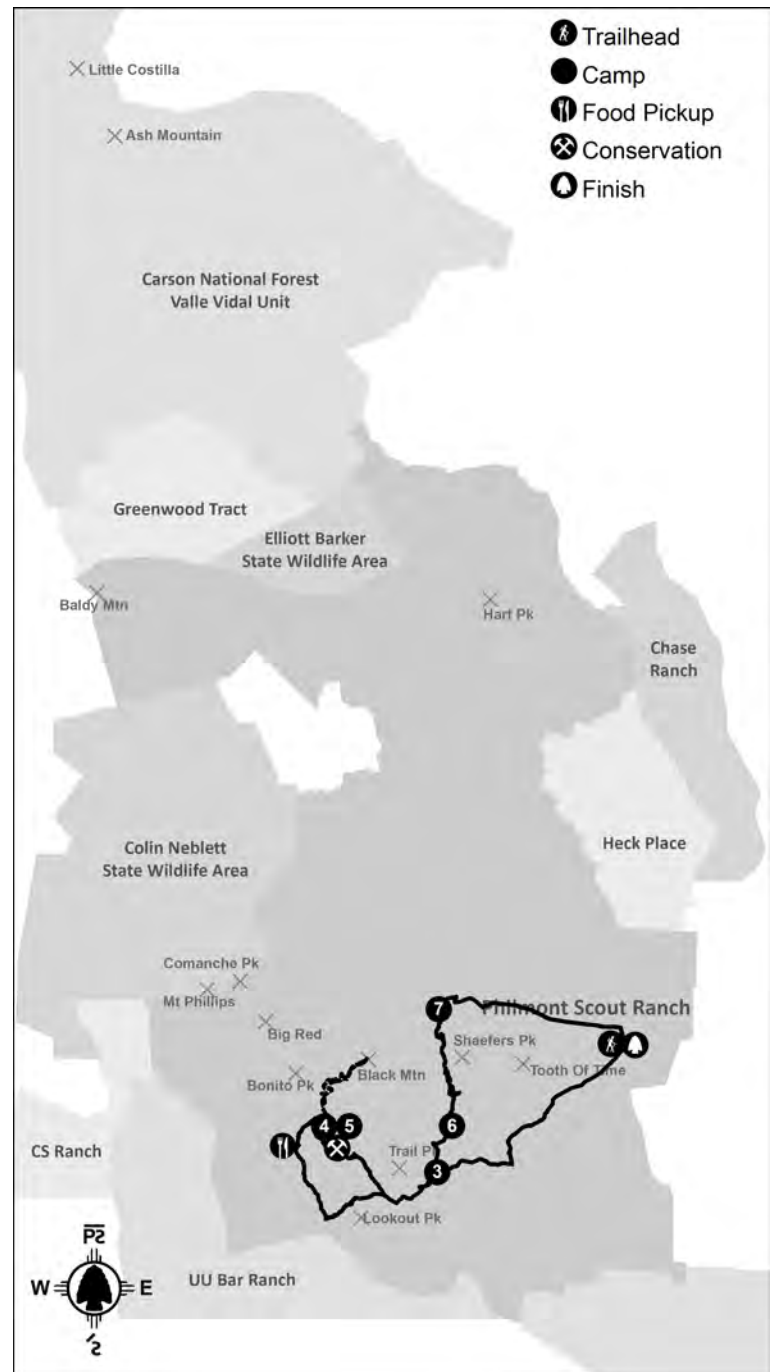 Trailhead
Camp
Food Pickup
Conservation
Finish
Little Costilla
Ash Mountain
Carson National Forest
Valle Vidal Unit
Greenwood Tract
Elliott Barker
State Wildlife Area
Baldy Mtn
Hart Pk
Chase
Ranch
Heck Place
Colin Neblett
State Wildlife Area
Comanche Pk
Mt Phillips
Big Red
7
Philmont Scout Ranch
Shaefers Pk
Tooth Of Time
Bonito Pk
Black Mtn
4
5
6
CS Ranch
Trail P
3
Lookout Pk
UU Bar Ranch
W
E